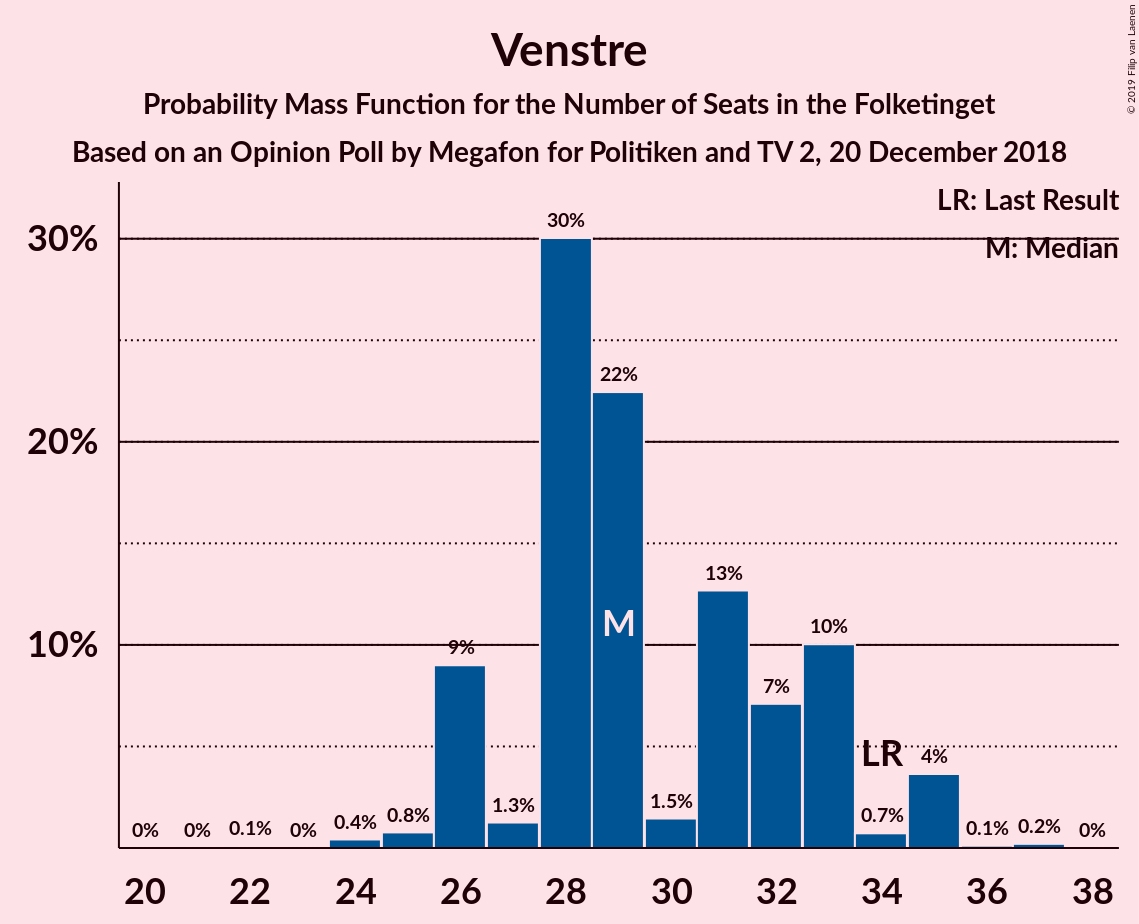 Venstre
Probability Mass Function for the Number of Seats in the Folketinget
Based on an Opinion Poll by Megafon for Politiken and TV 2, 20 December 2018
© 2019 Filip van Laenen
LR: Last Result
M: Median
30%
20%
10%
0%
0%
0.1%
0%
0.4%
0.8%
9%
1.3%
30%
22%
M
1.5%
13%
7%
10%
LR
0.7%
4%
0.1%
0.2%
0%
20 22 24 26 28 30 32 34 36 38